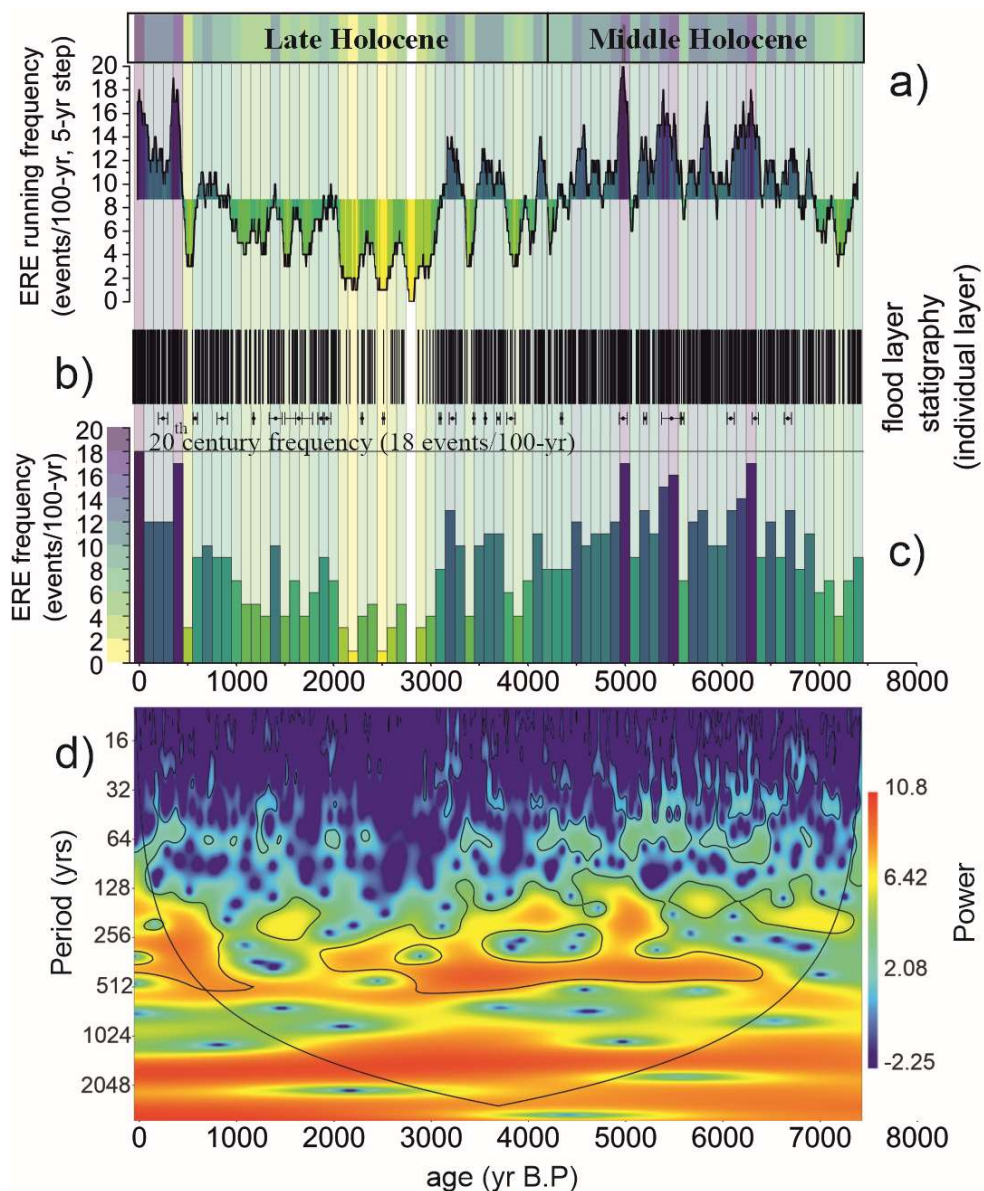 Late Holocene
Middle Holocene
a)
20
18
16
14
12
10
8
6
4
2
0
ERE running frequency
(events/100-yr, 5-yr step)
b)
flood layer
statigraphy
(individual layer)
20th century frequency (18 events/100-yr)
20
18
16
14
12
10
8
6
4
2
0
ERE frequency
(events/100-yr)
c)
0 1000 2000 3000 4000 5000 6000 7000 8000
d)
16
32
64
128
256
512
1024
2048
Period (yrs)
10.8
6.42
2.08
-2.25
Power
0 1000 2000 3000 4000 5000 6000 7000 8000
age (yr B.P)